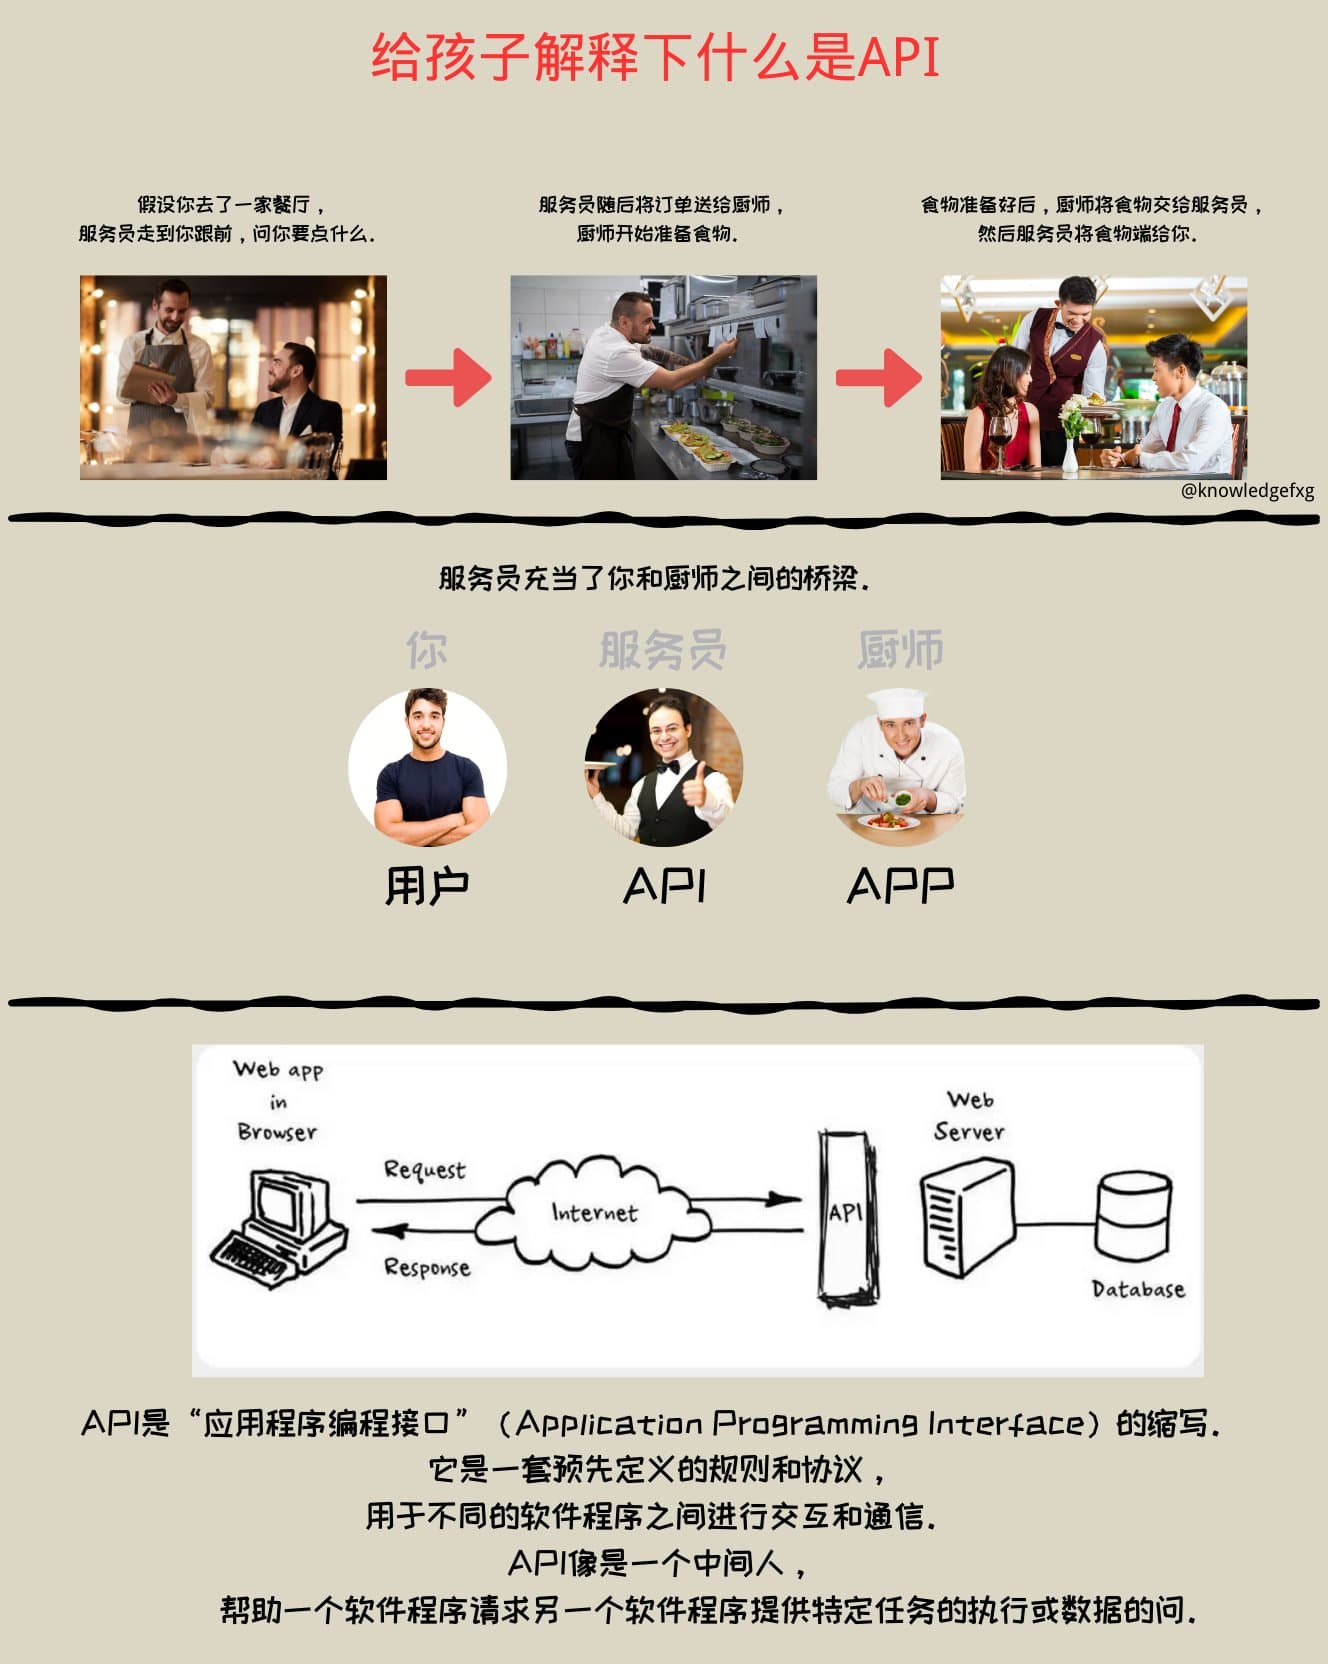 给孩子解释下什么是API
假设你去了一家餐厅，
服务员走到你跟前，问你要点什么.
服务员随后将订单送给厨师，
厨师开始准备食物.
食物准备好后，厨师将食物交给服务员，
然后服务员将食物端给你.
@knowledgefxg
服务员充当了你和厨师之间的桥梁.
你
服务员
厨师
用户
API
APP
Web app
in
Browser
Request
Response
Internet
API
Web
Server
Database
API是“应用程序编程接口”（Application Programming Interface）的缩写.
它是一套预先定义的规则和协议，
用于不同的软件程序之间进行交互和通信.
API像是一个中间人，
帮助一个软件程序请求另一个软件程序提供特定任务的执行或数据的问.